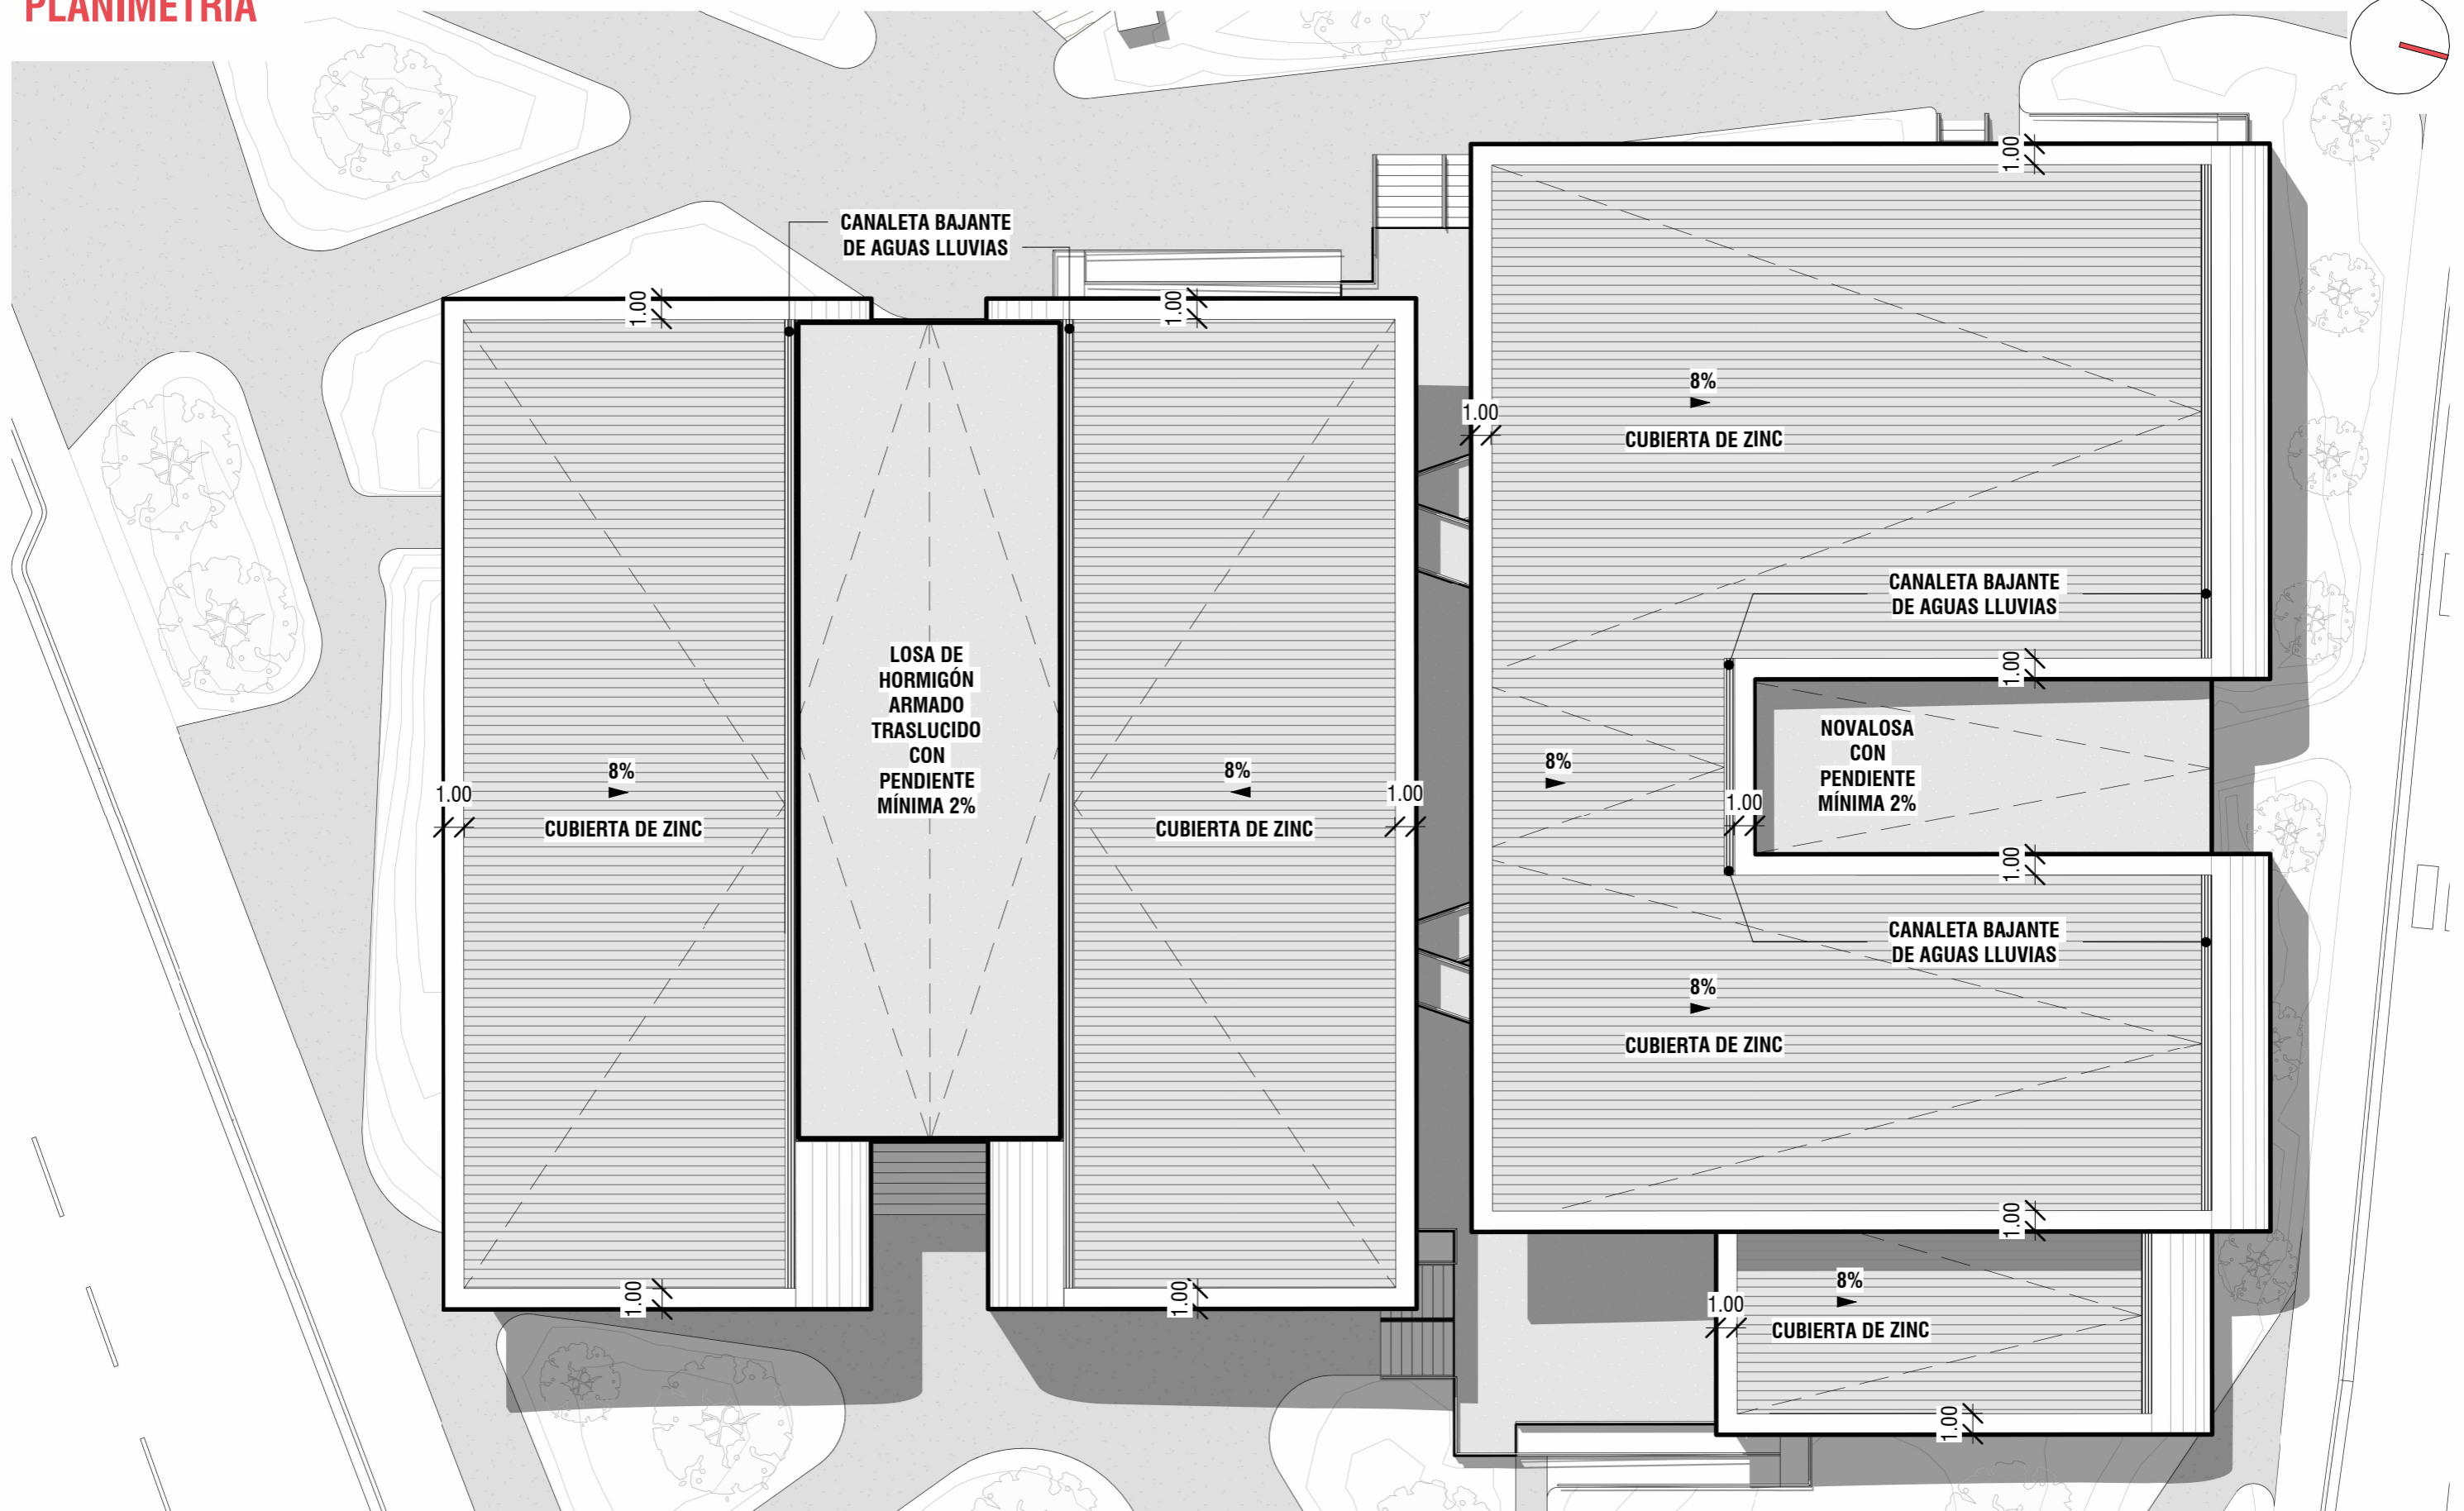 PLANIMETRÍA
1.00
CANALETA BAJANTE
DE AGUAS LLUVIAS
1.00
1.00
8%
1.00
CUBIERTA DE ZINC
CANALETA BAJANTE
DE AGUAS LLUVIAS
LOSA DE
HORMIGÓN
ARMADO
TRASLUCIDO
CON
PENDIENTE
MÍNIMA 2%
1.00
NOVALOSA
CON
PENDIENTE
MÍNIMA 2%
8%
1.00
CUBIERTA DE ZINC
8%
1.00
CUBIERTA DE ZINC
8%
1.00
1.00
CANALETA BAJANTE
DE AGUAS LLUVIAS
8%
CUBIERTA DE ZINC
1.00
1.00
1.00
8%
1.00
CUBIERTA DE ZINC
1.00